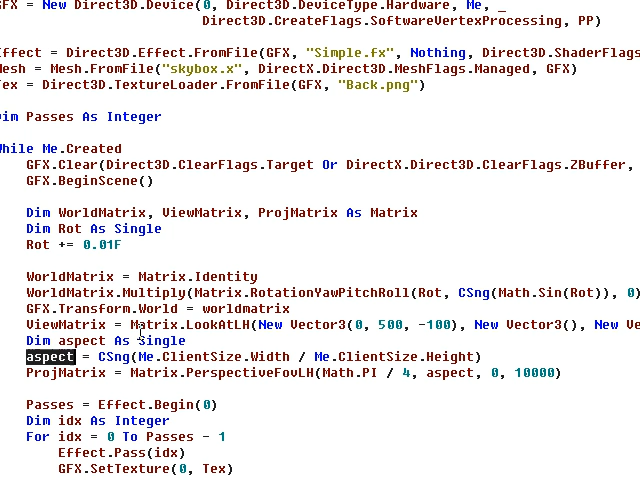 GFX = New Direct3D.Device(0, Direct3D.DeviceType.Hardware, Me, _
Direct3D.CreateFlags.SoftwareVertexProcessing, PP)
Effect = Direct3D.Effect.FromFile(GFX, "Simple.fx", Nothing, Direct3D.ShaderFlags
Mesh = Mesh.FromFile("skybox.x", DirectX.Direct3D.MeshFlags.Managed, GFX)
Tex = Direct3D.TextureLoader.FromFile(GFX, "Back.png")
Dim Passes As Integer
While Me.Created
GFX.Clear(Direct3D.ClearFlags.Target Or DirectX.Direct3D.ClearFlags.ZBuffer,
GFX.BeginScene()
Dim WorldMatrix, ViewMatrix, ProjMatrix As Matrix
Dim Rot As Single
Rot += 0.01F
WorldMatrix = Matrix.Identity
WorldMatrix.Multiply(Matrix.RotationYawPitchRoll(Rot, CSng(Math.Sin(Rot)), 0)
GFX.Transform.World = worldmatrix
ViewMatrix = Matrix.LookAtLH(New Vector3(0, 500, -100), New Vector3(), New Ve
Dim aspect As Single
aspect = CSng(Me.ClientSize.Width / Me.ClientSize.Height)
ProjMatrix = Matrix.PerspectiveFovLH(Math.PI / 4, aspect, 0, 10000)
Passes = Effect.Begin(0)
Dim idx As Integer
For idx = 0 To Passes - 1
Effect.Pass(idx)
GFX.SetTexture(0, Tex)